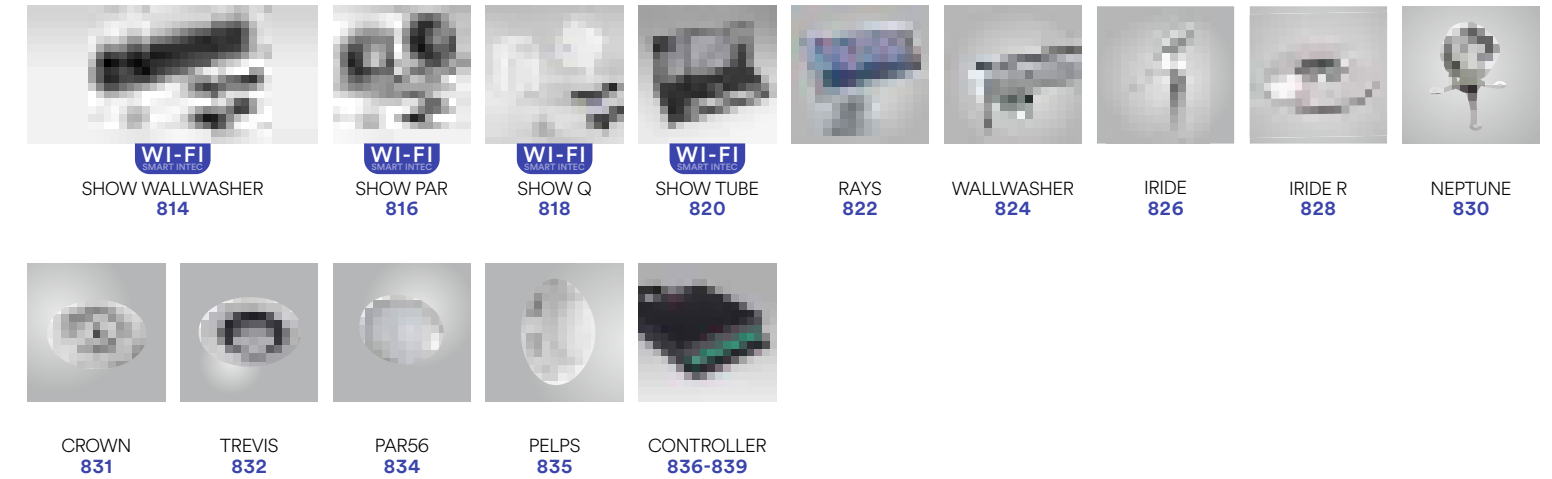 WI-FI WI-FI WI-FI WI-FI
SMART INTEC SMART INTEC SMART INTEC SMART INTEC
SHOW WALLWASHER SHOW PAR SHOW Q SHOW TUBE RAYS WALLWASHER IRIDE IRIDE R NEPTUNE
814 816 818 820 822 824 826 828 830
CROWN TREVIS PAR56 PELPS CONTROLLER
831 832 834 835 836-839